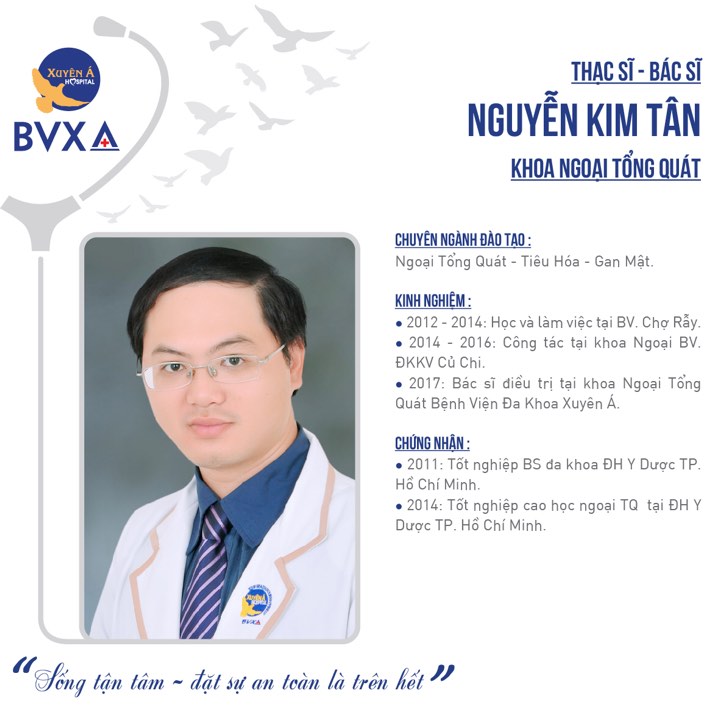 XUYÊN Á
HOSPITAL
BVXA
THẠC SĨ - BÁC SĨ
NGUYỄN KIM TÂN
KHOA NGOẠI TỔNG QUÁT
CHUYÊN NGÀNH ĐÀO TẠO :
Ngoại Tổng Quát - Tiêu Hóa - Gan Mật.
KINH NGHIỆM :
● 2012 - 2014: Học và làm việc tại BV. Chợ Rẫy.
● 2014 - 2016: Công tác tại khoa Ngoại BV.
ĐKKV Củ Chi.
● 2017: Bác sĩ điều trị tại khoa Ngoại Tổng
Quát Bệnh Viện Đa Khoa Xuyên Á.
CHỨNG NHẬN :
● 2011: Tốt nghiệp BS đa khoa ĐH Y Dược TP.
Hồ Chí Minh.
● 2014: Tốt nghiệp cao học ngoại TQ tại ĐH Y
Dược TP. Hồ Chí Minh.
XUYÊN Á
HOSPITAL
BVXA
“Sống tận tâm ~ đặt sự an toàn là trên hết”